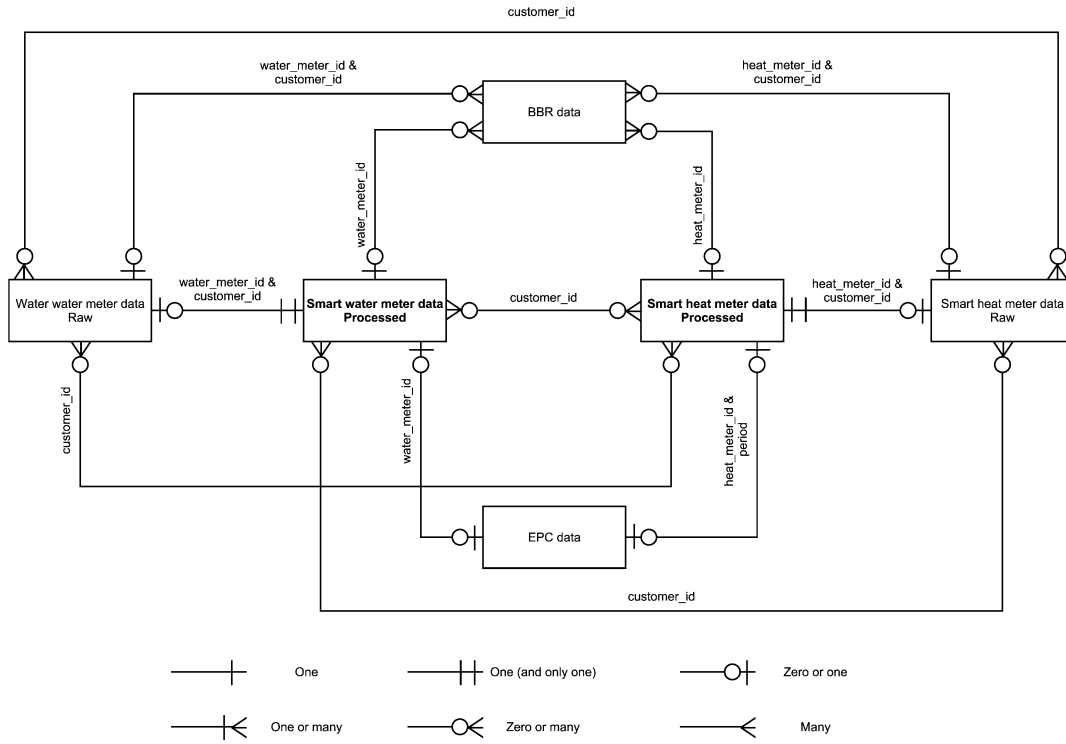 customer_id
water_meter_id &
customer_id
heat_meter_id &
customer_id
BBR data
water_meter_id
heat_meter_id
Water water meter data
Raw
water_meter_id &
customer_id
Smart water meter data
Processed
customer_id
Smart heat meter data
Processed
heat_meter_id &
customer_id
Smart heat meter data
Raw
customer_id
water_meter_id
heat_meter_id &
period
EPC data
customer_id
One
One (and only one)
Zero or one
One or many
Zero or many
Many